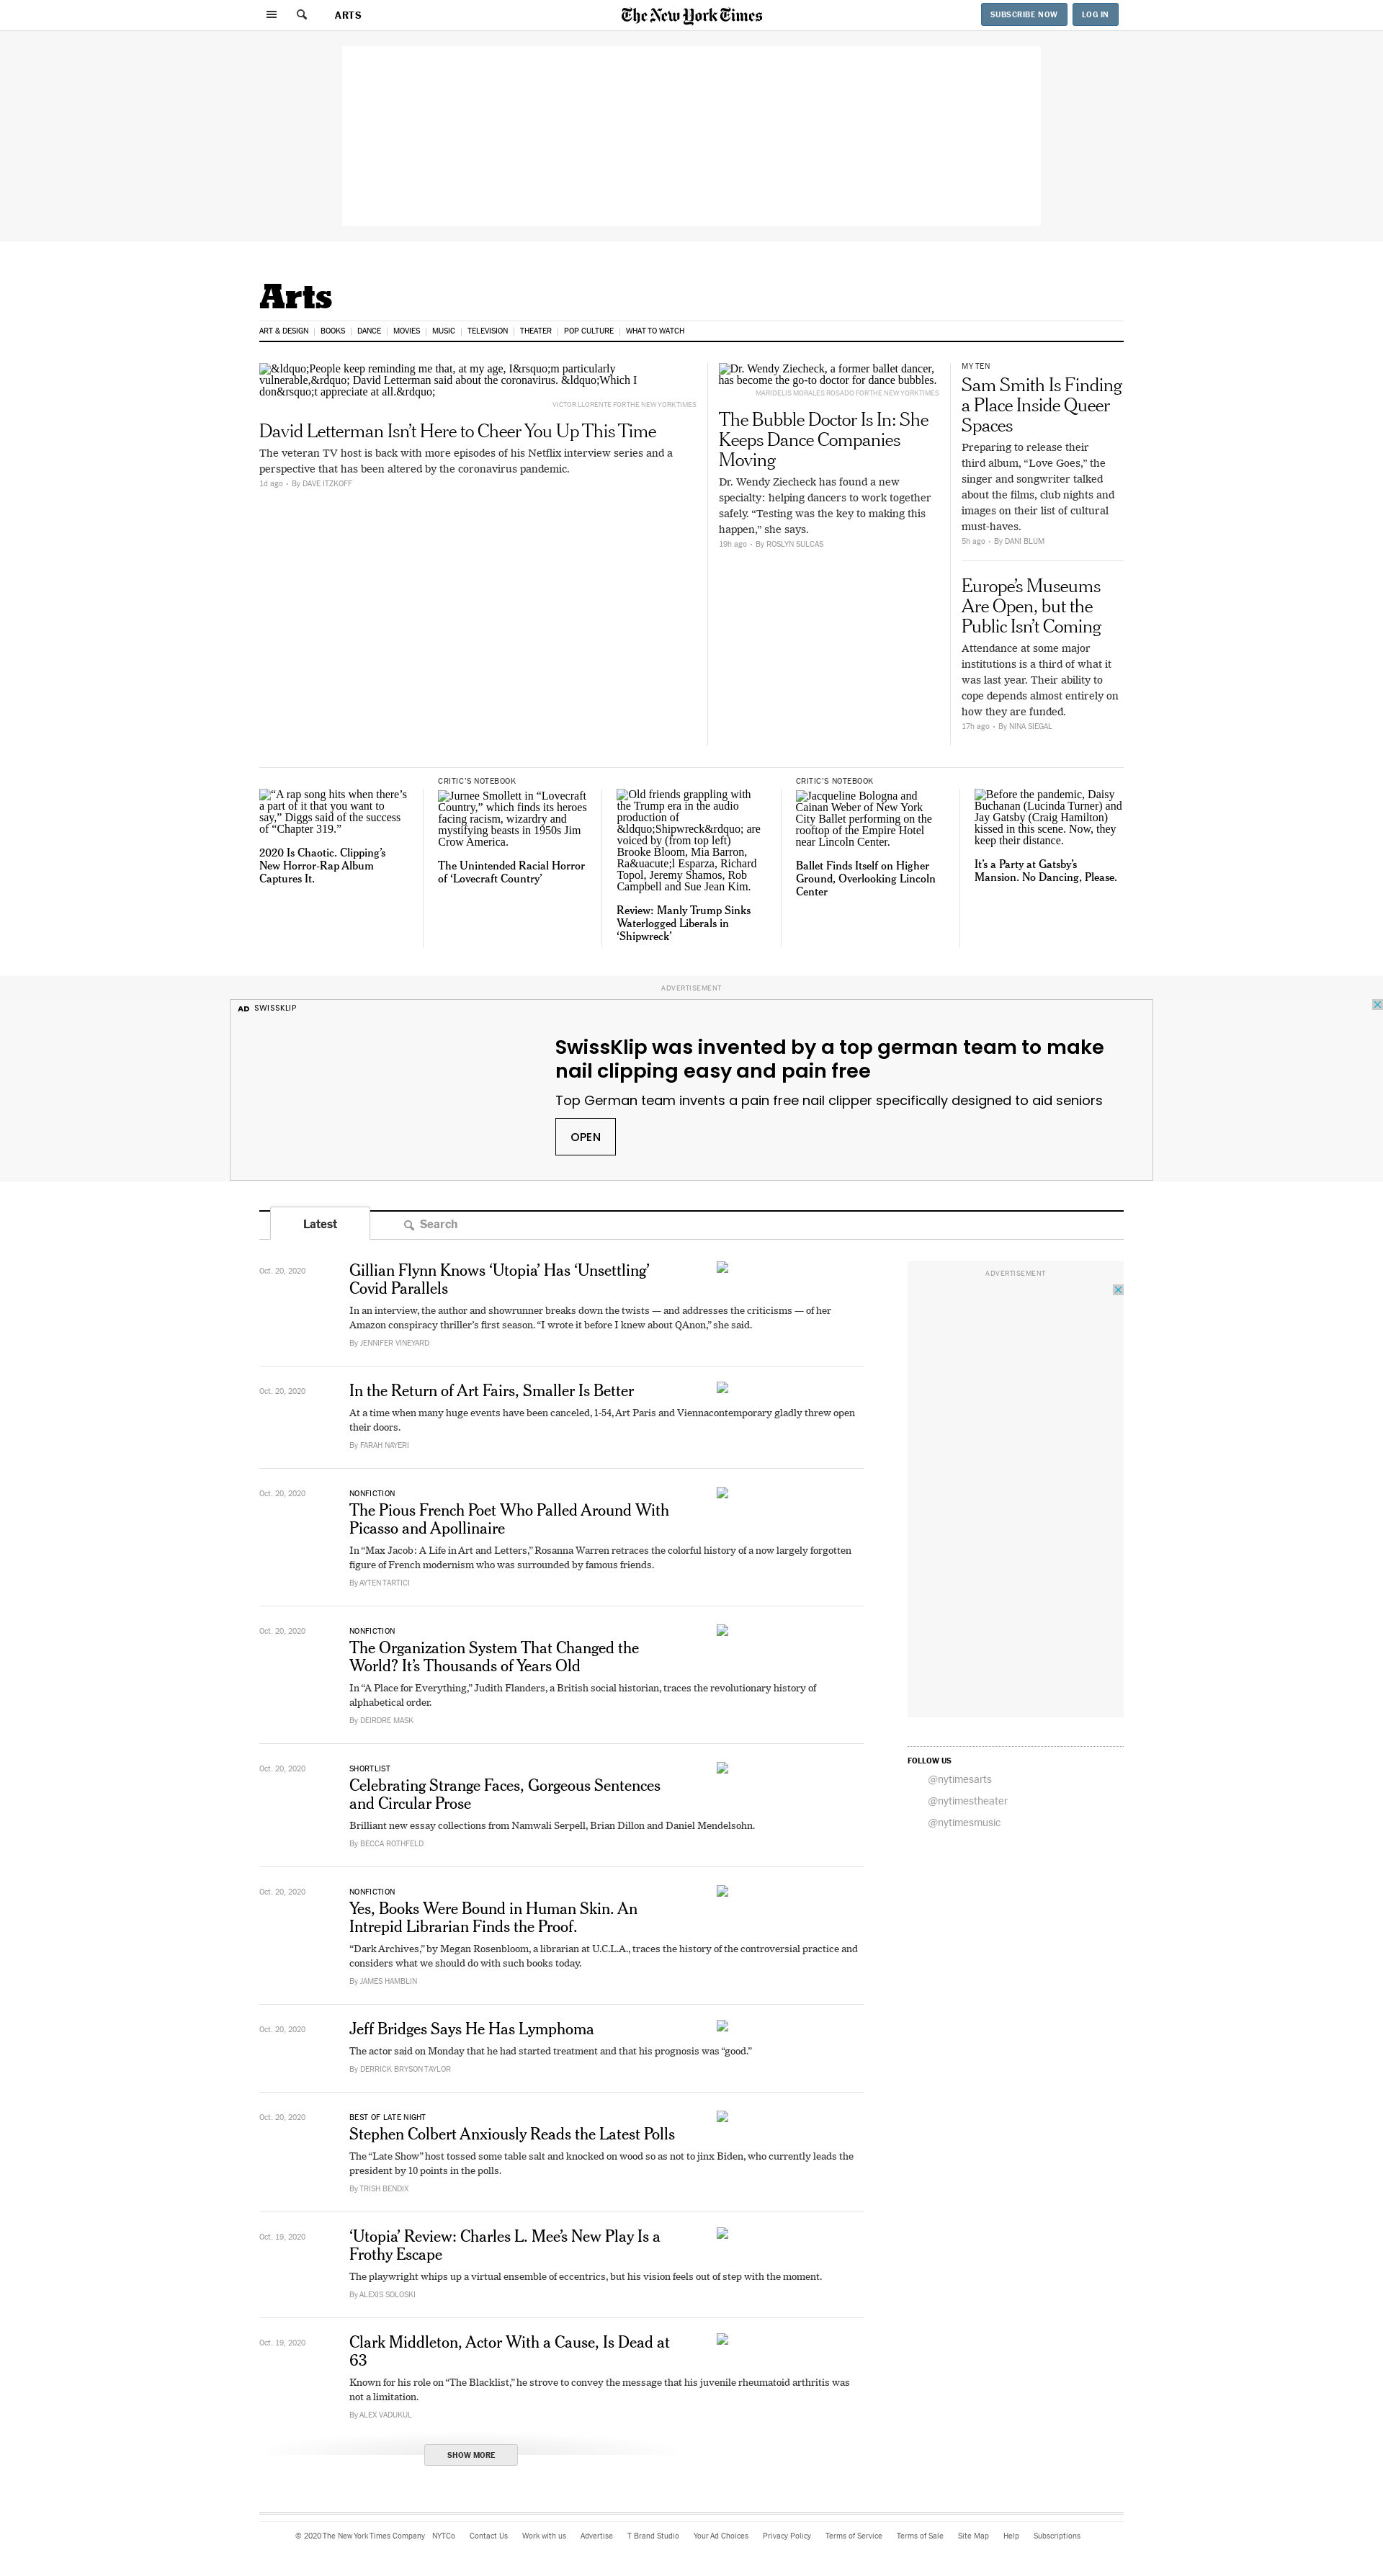 ARTS
The New York Times
SUBSCRIBE NOW
LOG IN
Arts
ART & DESIGN
BOOKS
DANCE
MOVIES
MUSIC
TELEVISION
THEATER
POP CULTURE
WHAT TO WATCH
&ldquo;People keep reminding me that, at my age, I&rsquo;m particularly
vulnerable,&rdquo; David Letterman said about the coronavirus. &ldquo;Which I
don&rsquo;t appreciate at all.&rdquo;
VICTOR LLORENTE FOR THE NEW YORK TIMES
David Letterman Isn’t Here to Cheer You Up This Time
The veteran TV host is back with more episodes of his Netflix interview series and a
perspective that has been altered by the coronavirus pandemic.
1d ago • By DAVE ITZKOFF
Dr. Wendy Ziecheck, a former ballet dancer,
has become the go-to doctor for dance bubbles.
MARIDELIS MORALES ROSADO FOR THE NEW YORK TIMES
The Bubble Doctor Is In: She
Keeps Dance Companies
Moving
Dr. Wendy Ziecheck has found a new
specialty: helping dancers to work together
safely. “Testing was the key to making this
happen,” she says.
19h ago • By ROSLYN SULCAS
MY TEN
Sam Smith Is Finding
a Place Inside Queer
Spaces
Preparing to release their
third album, “Love Goes,” the
singer and songwriter talked
about the films, club nights and
images on their list of cultural
must-haves.
5h ago • By DANI BLUM
Europe’s Museums
Are Open, but the
Public Isn’t Coming
Attendance at some major
institutions is a third of what it
was last year. Their ability to
cope depends almost entirely on
how they are funded.
17h ago • By NINA SIEGAL
“A rap song hits when there’s
a part of it that you want to
say,” Diggs said of the success
of “Chapter 319.”
2020 Is Chaotic. Clipping’s
New Horror-Rap Album
Captures It.
CRITIC’S NOTEBOOK
Jurnee Smollett in “Lovecraft
Country,” which finds its heroes
facing racism, wizardry and
mystifying beasts in 1950s Jim
Crow America.
The Unintended Racial Horror
of ‘Lovecraft Country’
Old friends grappling with
the Trump era in the audio
production of
&ldquo;Shipwreck&rdquo; are
voiced by (from top left)
Brooke Bloom, Mia Barron,
Ra&uacute;l Esparza, Richard
Topol, Jeremy Shamos, Rob
Campbell and Sue Jean Kim.
Review: Manly Trump Sinks
Waterlogged Liberals in
‘Shipwreck’
CRITIC’S NOTEBOOK
Jacqueline Bologna and
Cainan Weber of New York
City Ballet performing on the
rooftop of the Empire Hotel
near Lincoln Center.
Ballet Finds Itself on Higher
Ground, Overlooking Lincoln
Center
Before the pandemic, Daisy
Buchanan (Lucinda Turner) and
Jay Gatsby (Craig Hamilton)
kissed in this scene. Now, they
keep their distance.
It’s a Party at Gatsby’s
Mansion. No Dancing, Please.
ADVERTISEMENT
AD SWISSKLIP
SwissKlip was invented by a top german team to make
nail clipping easy and pain free
Top German team invents a pain free nail clipper specifically designed to aid seniors
OPEN
Latest
Search
Oct. 20, 2020
Gillian Flynn Knows ‘Utopia’ Has ‘Unsettling’
Covid Parallels
In an interview, the author and showrunner breaks down the twists — and addresses the criticisms — of her
Amazon conspiracy thriller’s first season. “I wrote it before I knew about QAnon,” she said.
By JENNIFER VINEYARD
Oct. 20, 2020
In the Return of Art Fairs, Smaller Is Better
At a time when many huge events have been canceled, 1-54, Art Paris and Viennacontemporary gladly threw open
their doors.
By FARAH NAYERI
Oct. 20, 2020
NONFICTION
The Pious French Poet Who Palled Around With
Picasso and Apollinaire
In “Max Jacob: A Life in Art and Letters,” Rosanna Warren retraces the colorful history of a now largely forgotten
figure of French modernism who was surrounded by famous friends.
By AYTEN TARTICI
Oct. 20, 2020
NONFICTION
The Organization System That Changed the
World? It’s Thousands of Years Old
In “A Place for Everything,” Judith Flanders, a British social historian, traces the revolutionary history of
alphabetical order.
By DEIRDRE MASK
Oct. 20, 2020
SHORTLIST
Celebrating Strange Faces, Gorgeous Sentences
and Circular Prose
Brilliant new essay collections from Namwali Serpell, Brian Dillon and Daniel Mendelsohn.
By BECCA ROTHFELD
Oct. 20, 2020
NONFICTION
Yes, Books Were Bound in Human Skin. An
Intrepid Librarian Finds the Proof.
“Dark Archives,” by Megan Rosenbloom, a librarian at U.C.L.A., traces the history of the controversial practice and
considers what we should do with such books today.
By JAMES HAMBLIN
Oct. 20, 2020
Jeff Bridges Says He Has Lymphoma
The actor said on Monday that he had started treatment and that his prognosis was “good.”
By DERRICK BRYSON TAYLOR
Oct. 20, 2020
BEST OF LATE NIGHT
Stephen Colbert Anxiously Reads the Latest Polls
The “Late Show” host tossed some table salt and knocked on wood so as not to jinx Biden, who currently leads the
president by 10 points in the polls.
By TRISH BENDIX
Oct. 19, 2020
‘Utopia’ Review: Charles L. Mee’s New Play Is a
Frothy Escape
The playwright whips up a virtual ensemble of eccentrics, but his vision feels out of step with the moment.
By ALEXIS SOLOSKI
Oct. 19, 2020
Clark Middleton, Actor With a Cause, Is Dead at
63
Known for his role on “The Blacklist,” he strove to convey the message that his juvenile rheumatoid arthritis was
not a limitation.
By ALEX VADUKUL
SHOW MORE
ADVERTISEMENT
FOLLOW US
@nytimesarts
@nytimestheater
@nytimesmusic
© 2020 The New York Times Company
NYTCo
Contact Us
Work with us
Advertise
T Brand Studio
Your Ad Choices
Privacy Policy
Terms of Service
Terms of Sale
Site Map
Help
Subscriptions